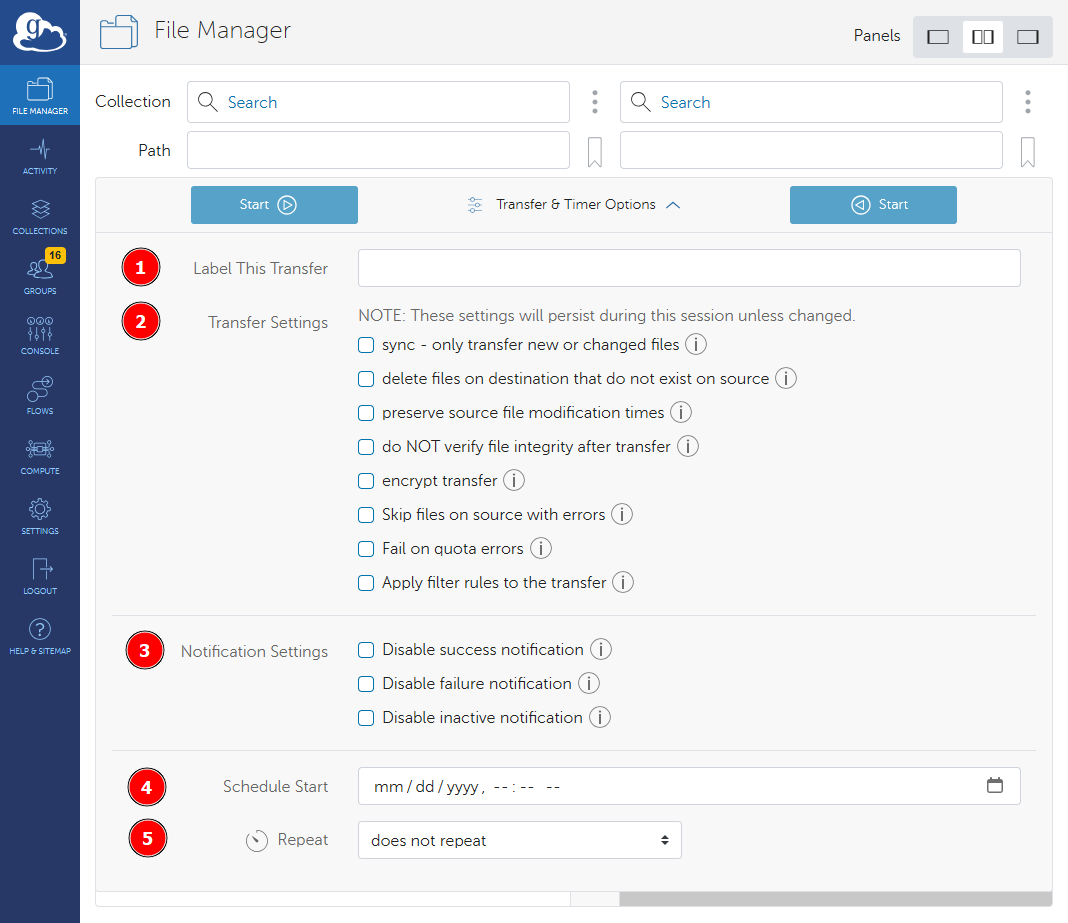 g
File Manager
Panels
FILE MANAGER
ACTIVITY
COLLECTIONS
16
GROUPS
CONSOLE
FLOWS
COMPUTE
SETTINGS
LOGOUT
?
HELP & SITEMAP
Collection Search Search
Path
Start Transfer & Timer Options Start
1 Label This Transfer
2 Transfer Settings NOTE: These settings will persist during this session unless changed.
sync - only transfer new or changed files i
delete files on destination that do not exist on source i
preserve source file modification times i
do NOT verify file integrity after transfer i
encrypt transfer i
Skip files on source with errors i
Fail on quota errors i
Apply filter rules to the transfer i
3 Notification Settings Disable success notification i
Disable failure notification i
Disable inactive notification i
4 Schedule Start mm/dd/yyyy, --:-- --
5 Repeat does not repeat